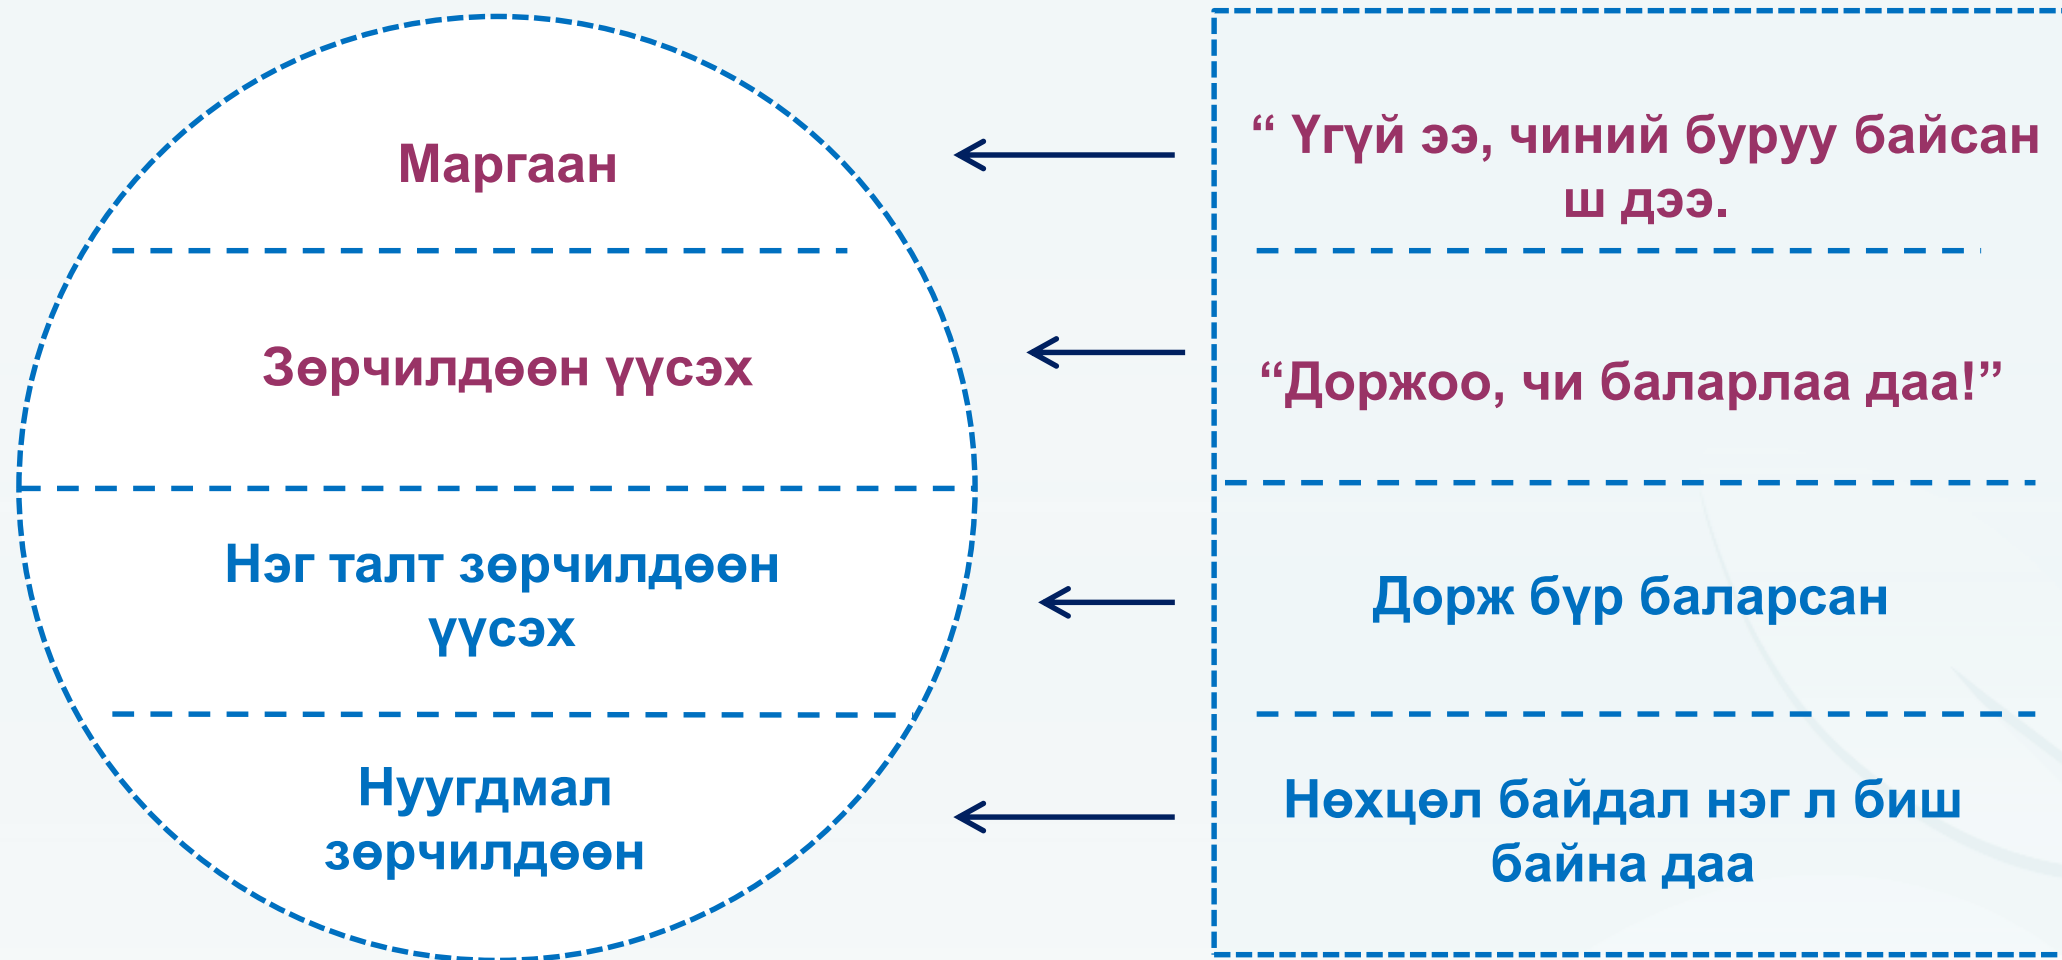 Маргаан
“ Үгүй ээ, чиний буруу байсан
ш дээ.
Зөрчилдөөн үүсэх
“Доржоо, чи баларлаа даа!”
Нэг талт зөрчилдөөн
үүсэх
Дорж бүр баларсан
Нуугдмал
зөрчилдөөн
Нөхцөл байдал нэг л биш
байна даа